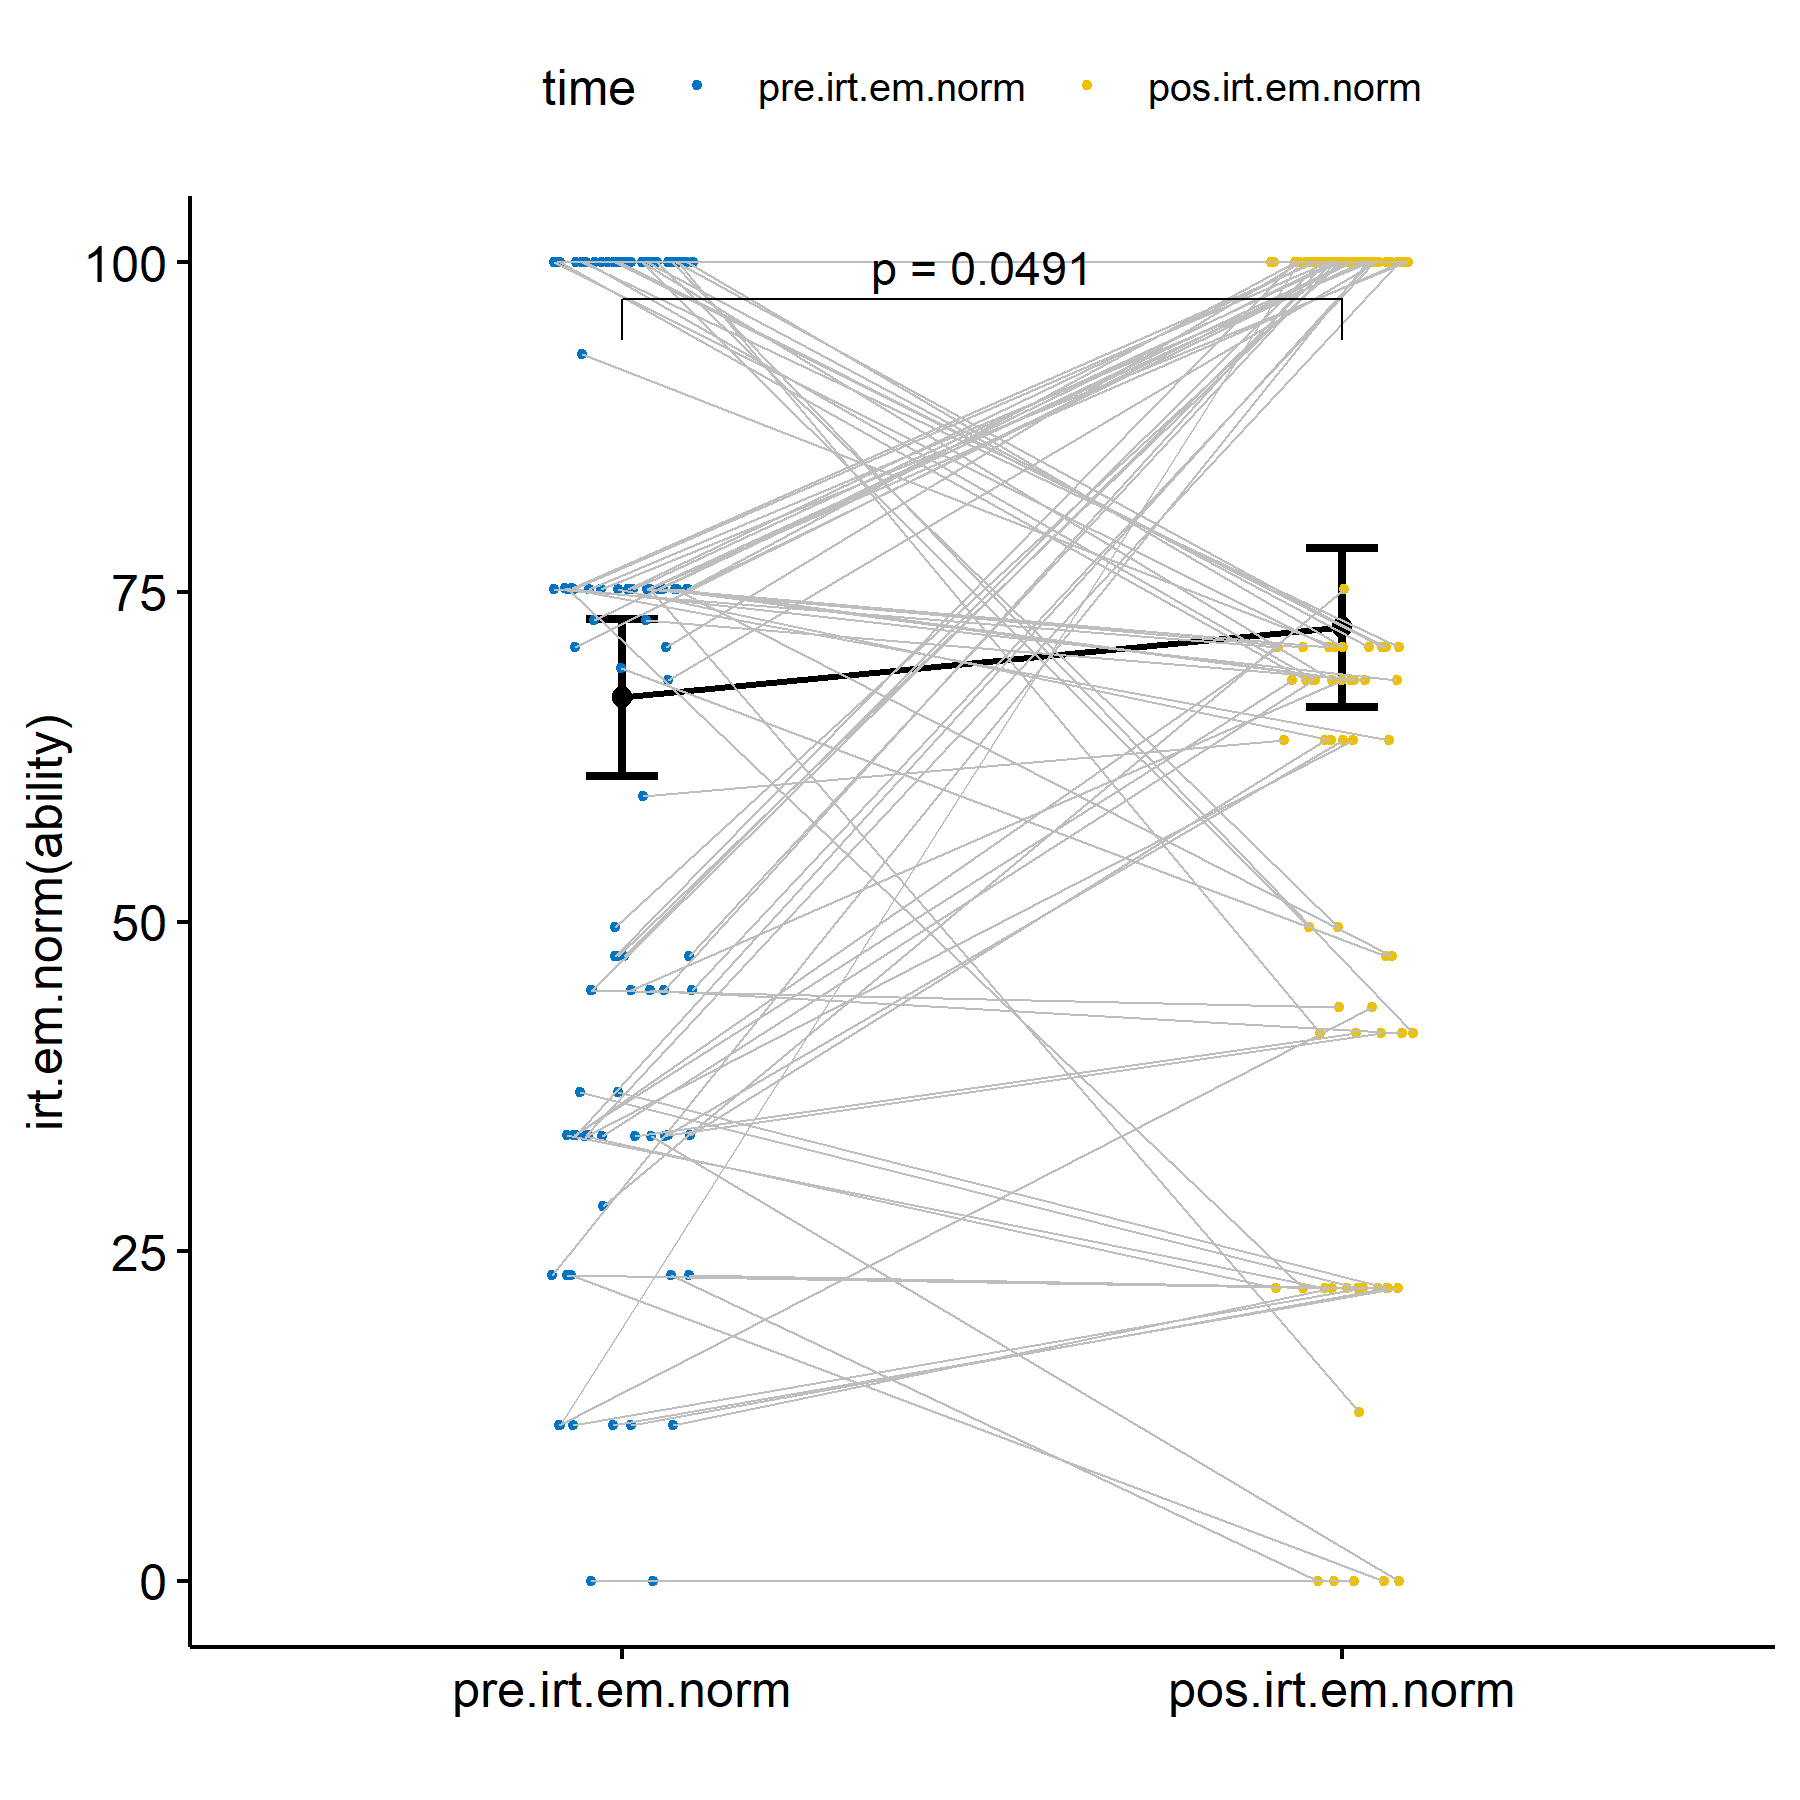 time pre.irt.em.norm pos.irt.em.norm
p = 0.0491
100
75
50
25
0
irt.em.norm(ability)
pre.irt.em.norm pos.irt.em.norm